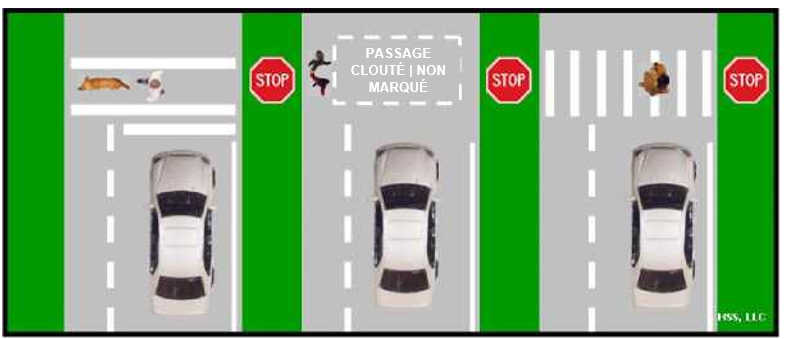 PASSAGE
CLOUTÉ | NON
MARQUÉ
STOP
STOP
STOP
HSS, LLC